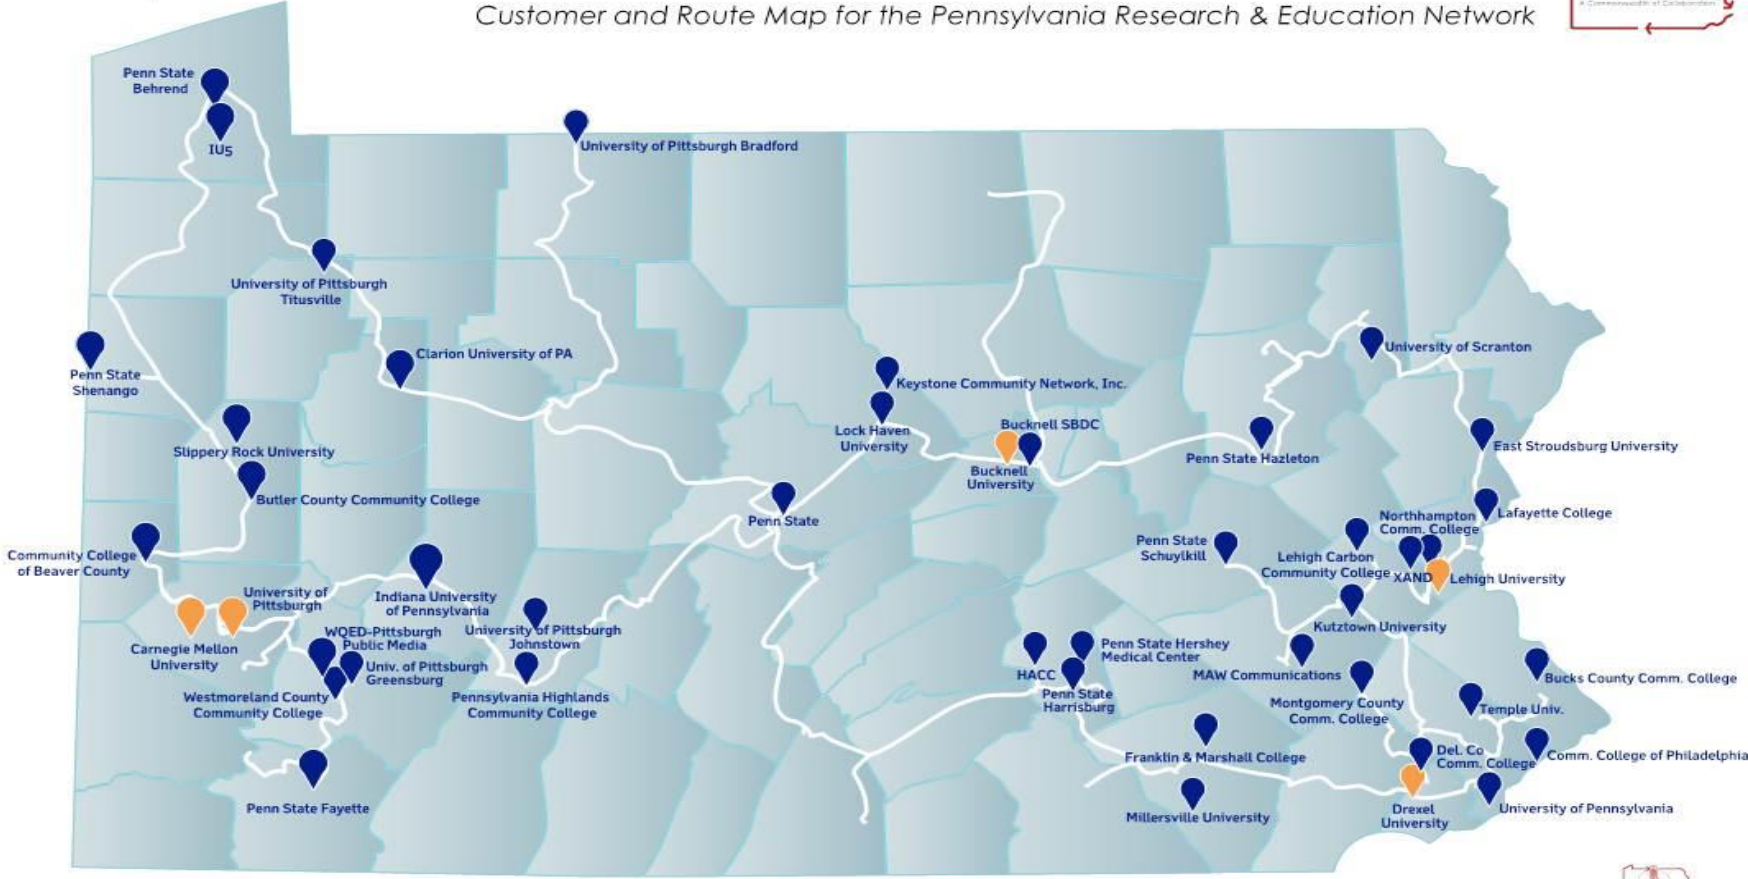 Customer and Route Map for the Pennsylvania Research & Education Network
A Commonwealth of Collaboration
Penn State
Behrend
IU5
University of Pittsburgh Bradford
University of Pittsburgh
Titusville
Clarion University of PA
Penn State
Shenango
Keystone Community Network, Inc.
University of Scranton
Lock Haven
University
Bucknell SBDC
Bucknell
University
Penn State Hazleton
East Stroudsburg University
Slippery Rock University
Butler County Community College
Penn State
Lafayette College
Northhampton
Comm. College
Penn State
Schuylkill
Lehigh Carbon
Community College
XAND
Lehigh University
Community College
of Beaver County
University of
Pittsburgh
Indiana University
of Pennsylvania
Carnegie Mellon
University
WQED-Pittsburgh
Public Media
University of Pittsburgh
Johnstown
Kutztown University
Univ. of Pittsburgh
Greensburg
HACC
Penn State Hershey
Medical Center
MAW Communications
Bucks County Comm. College
Westmoreland County
Community College
Pennsylvania Highlands
Community College
Penn State
Harrisburg
Montgomery County
Comm. College
Temple Univ.
Franklin & Marshall College
Del. Co
Comm. College
Comm. College of Philadelphia
Penn State Fayette
Millersville University
Drexel
University
University of Pennsylvania